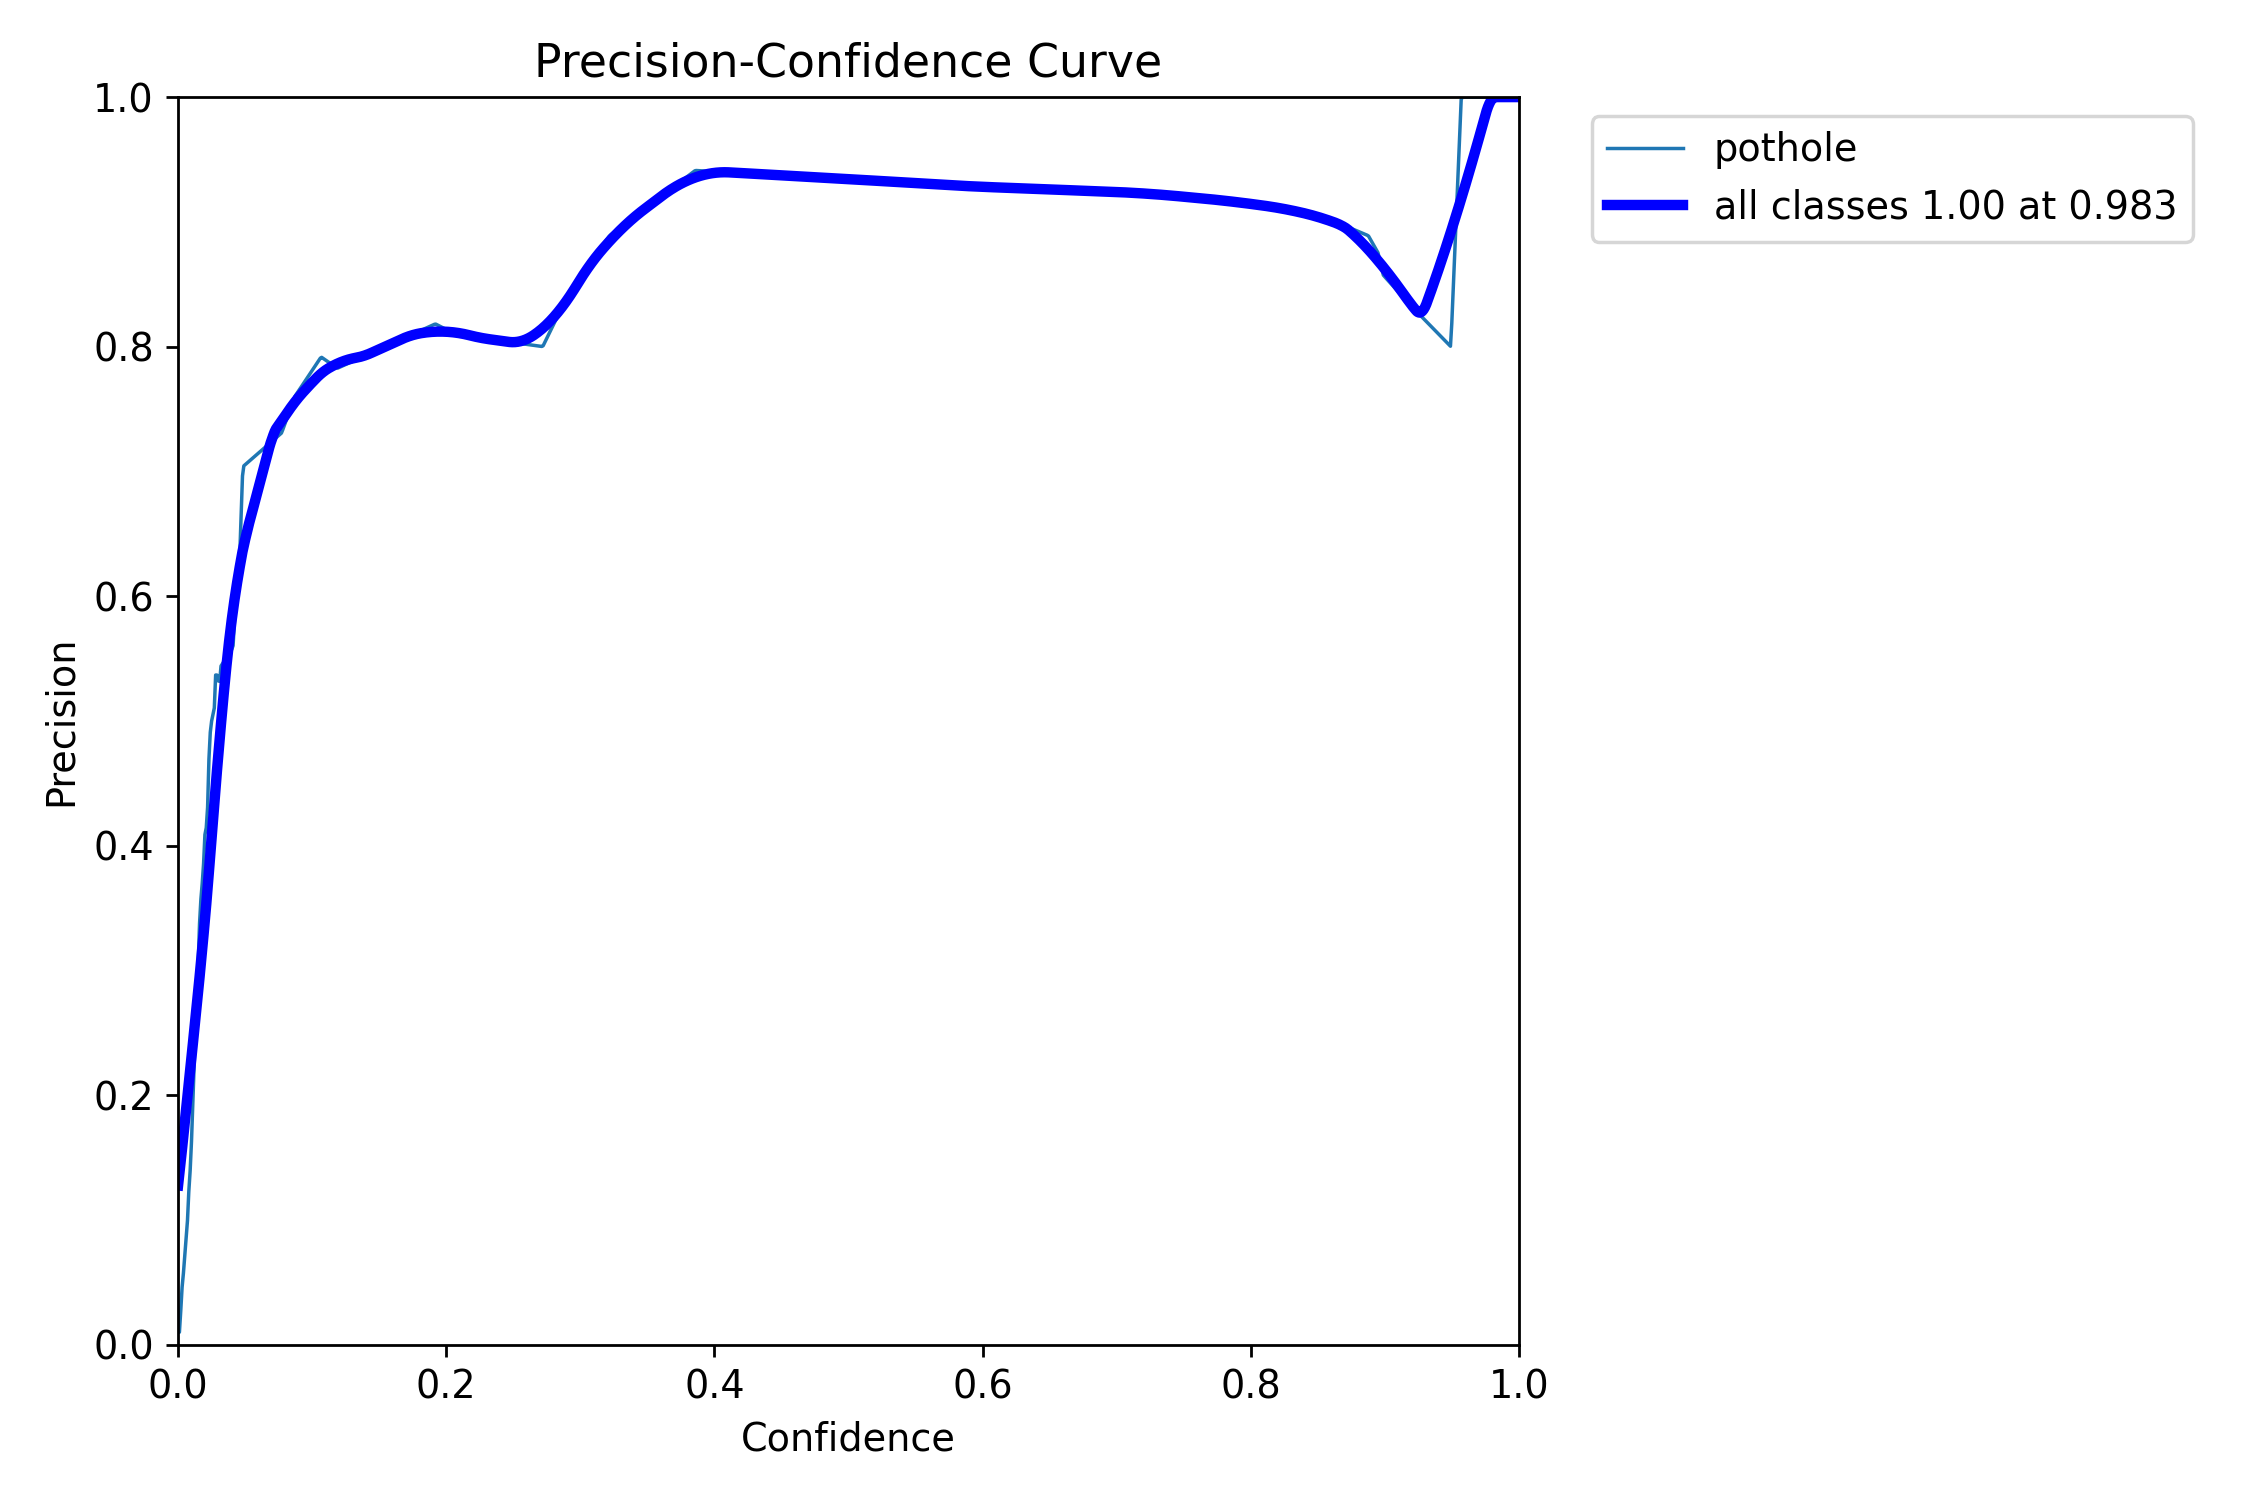 Precision-Confidence Curve
1.0
0.8
0.6
0.4
0.2
0.0
Precision
0.0 0.2 0.4 0.6 0.8 1.0
Confidence
pothole
all classes 1.00 at 0.983